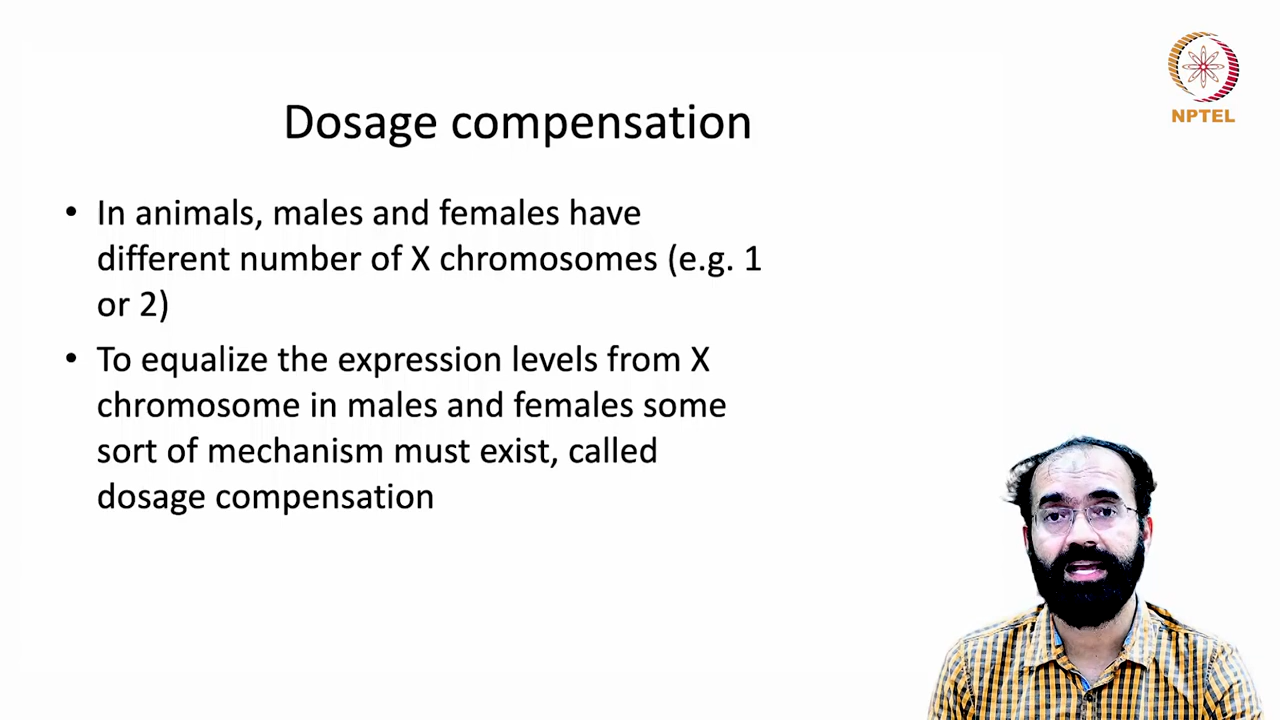 Dosage compensation
• In animals, males and females have
different number of X chromosomes (e.g. 1
or 2)
• To equalize the expression levels from X
chromosome in males and females some
sort of mechanism must exist, called
dosage compensation
NPTEL